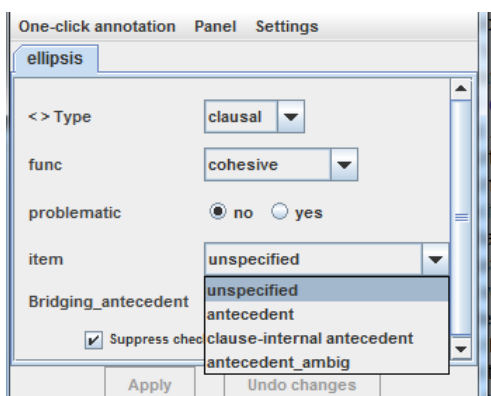 One-click annotation Panel Settings
ellipsis
< > Type clausal
func cohesive
problematic no yes
item unspecified
unspecified
Bridging_antecedent antecedent
Suppress chec clause-internal antecedent
antecedent_ambig
Apply Undo changes